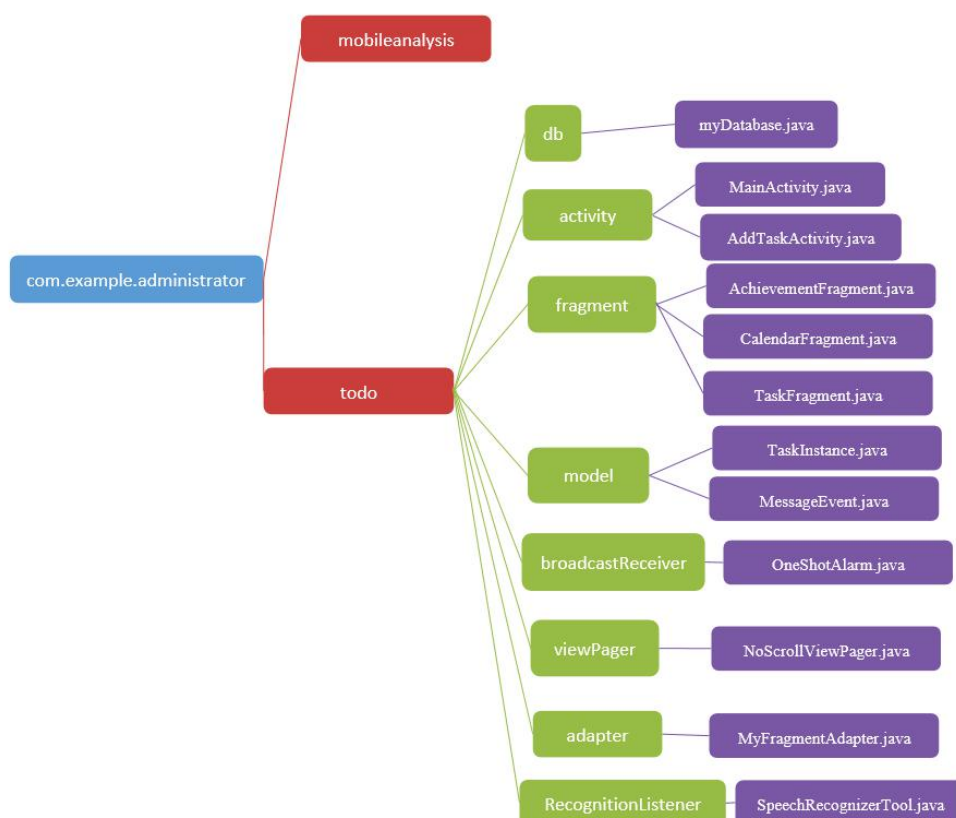 mobileanalysis
db
myDatabase.java
activity
MainActivity.java
AddTaskActivity.java
com.example.administrator
fragment
AchievementFragment.java
CalendarFragment.java
TaskFragment.java
todo
model
TaskInstance.java
MessageEvent.java
broadcastReceiver
OneShotAlarm.java
viewPager
NoScrollViewPager.java
adapter
MyFragmentAdapter.java
RecognitionListener
SpeechRecognizerTool.java